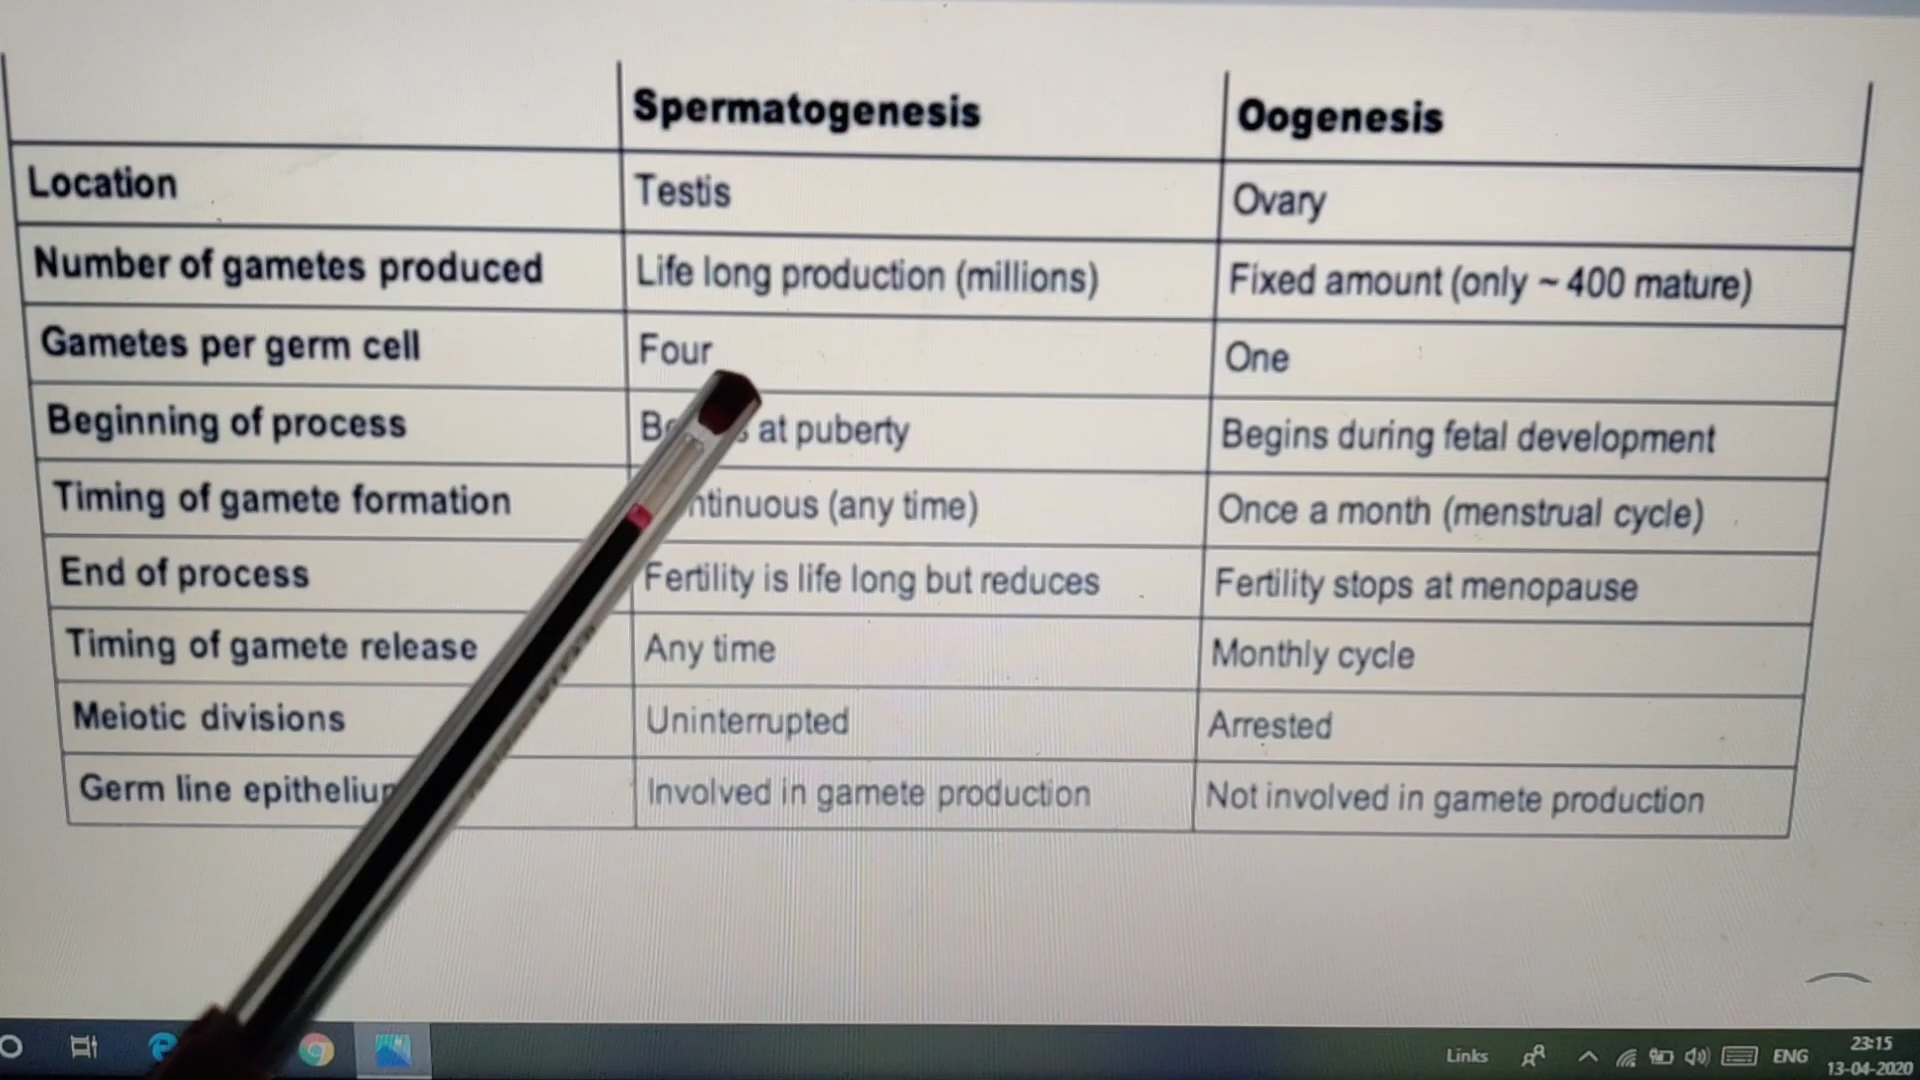 Spermatogenesis Oogenesis
Location Testis Ovary
Number of gametes produced Life long production (millions) Fixed amount (only ~ 400 mature)
Gametes per germ cell Four One
Beginning of process at puberty Begins during fetal development
Timing of gamete formation (any time) Once a month (menstrual cycle)
End of process Fertility is life long but reduces Fertility stops at menopause
Timing of gamete release Any time Monthly cycle
Meiotic divisions Uninterrupted Arrested
Germ line Involved in gamete production Not involved in gamete production
Links ENG 23:15
13-04-2020